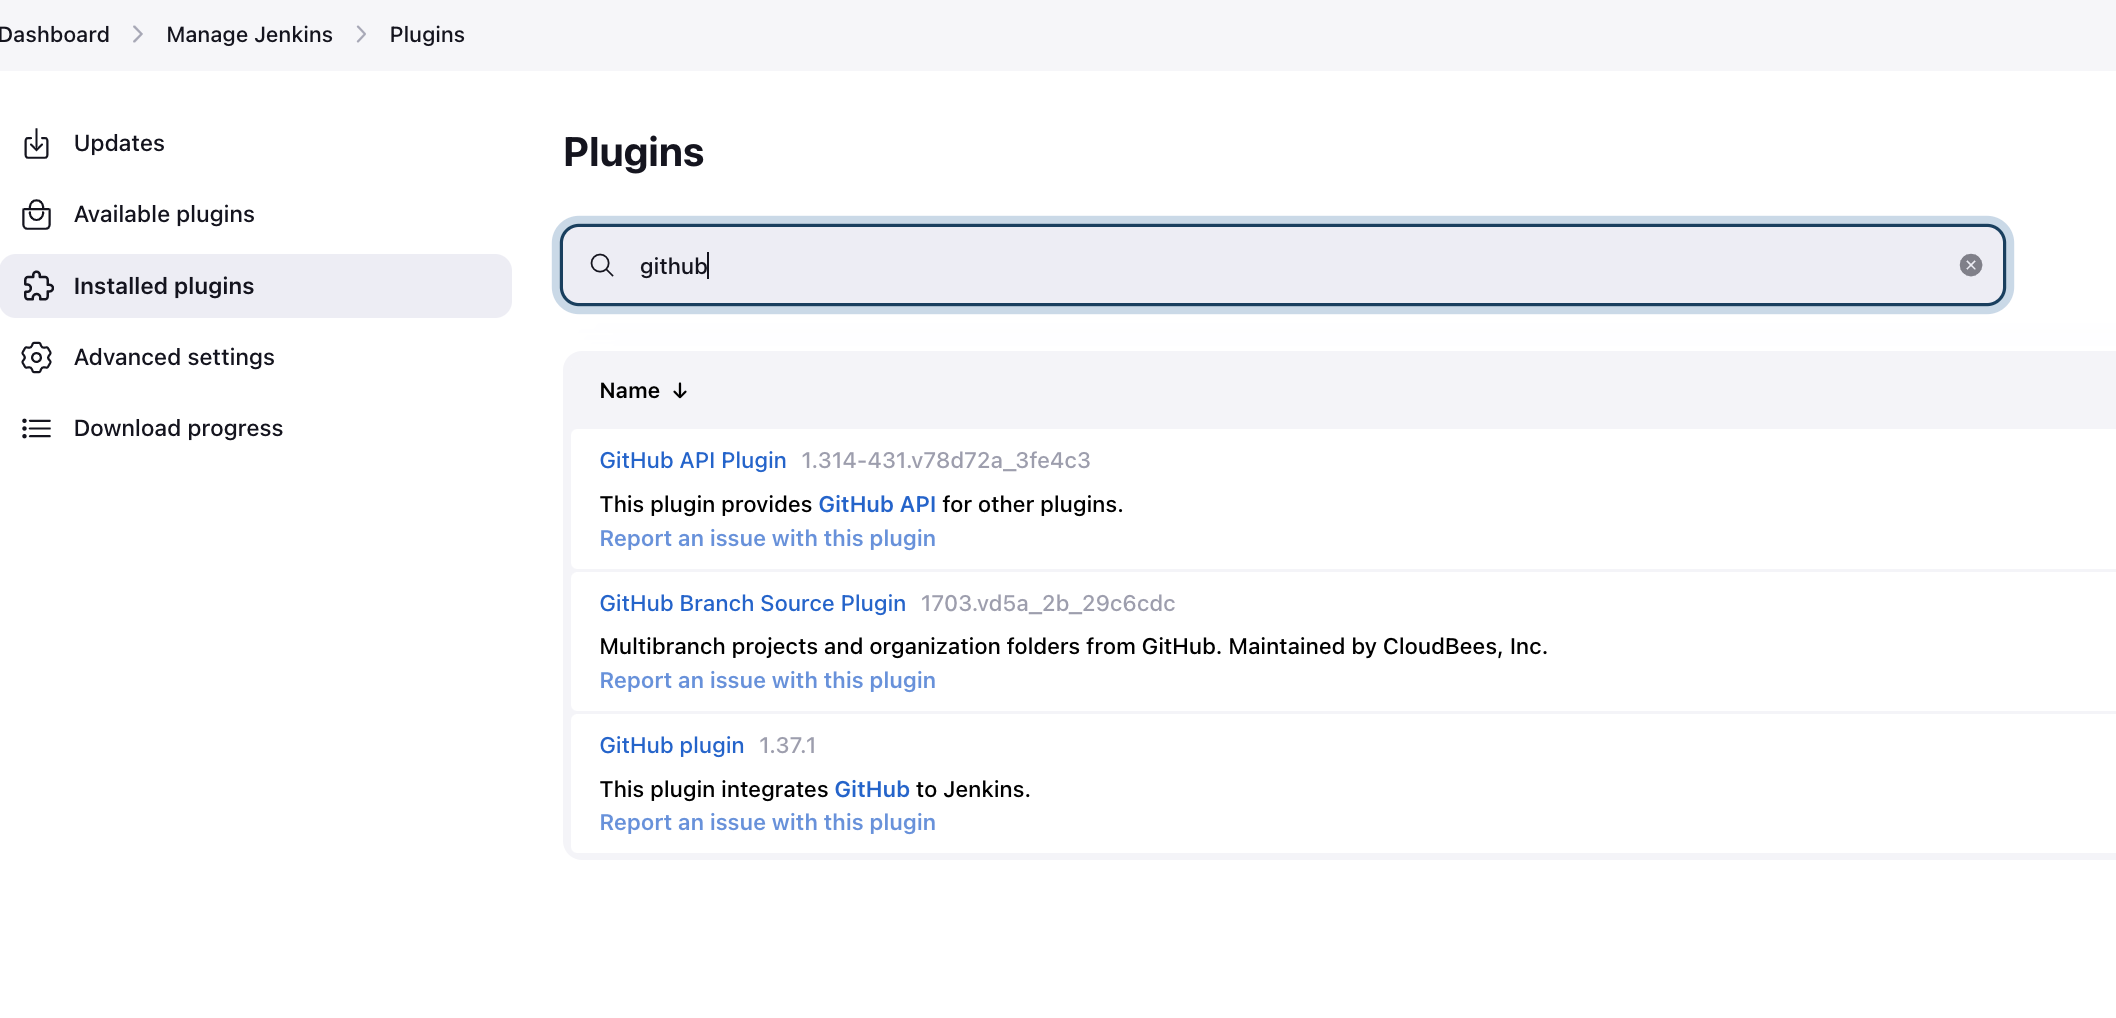 Dashboard > Manage Jenkins > Plugins
Updates
Available plugins
Installed plugins
Advanced settings
Download progress
Plugins
github
Name ↓
GitHub API Plugin 1.314-431.v78d72a_3fe4c3
This plugin provides GitHub API for other plugins.
Report an issue with this plugin
GitHub Branch Source Plugin 1703.vd5a_2b_29c6cdc
Multibranch projects and organization folders from GitHub. Maintained by CloudBees, Inc.
Report an issue with this plugin
GitHub plugin 1.37.1
This plugin integrates GitHub to Jenkins.
Report an issue with this plugin